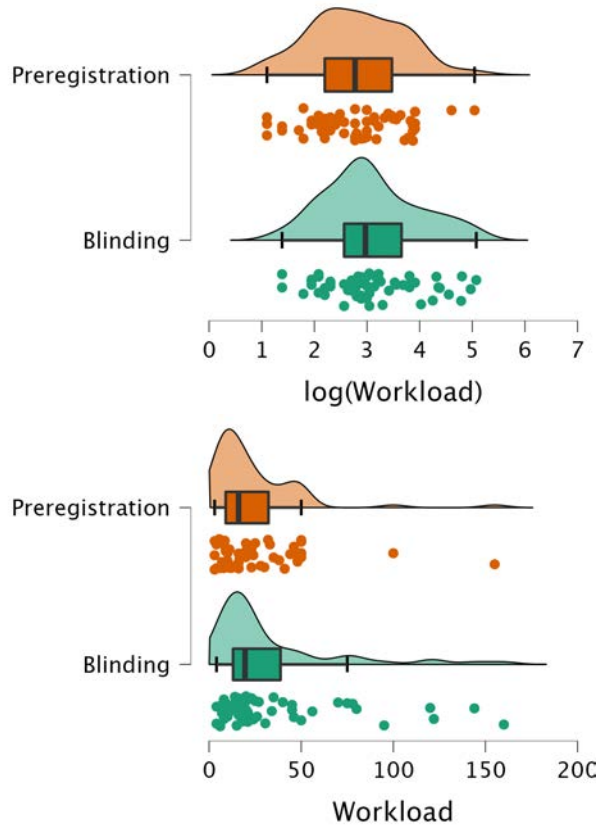 Preregistration
Blinding
0 1 2 3 4 5 6 7
log(Workload)
Preregistration
Blinding
0 50 100 150 200
Workload